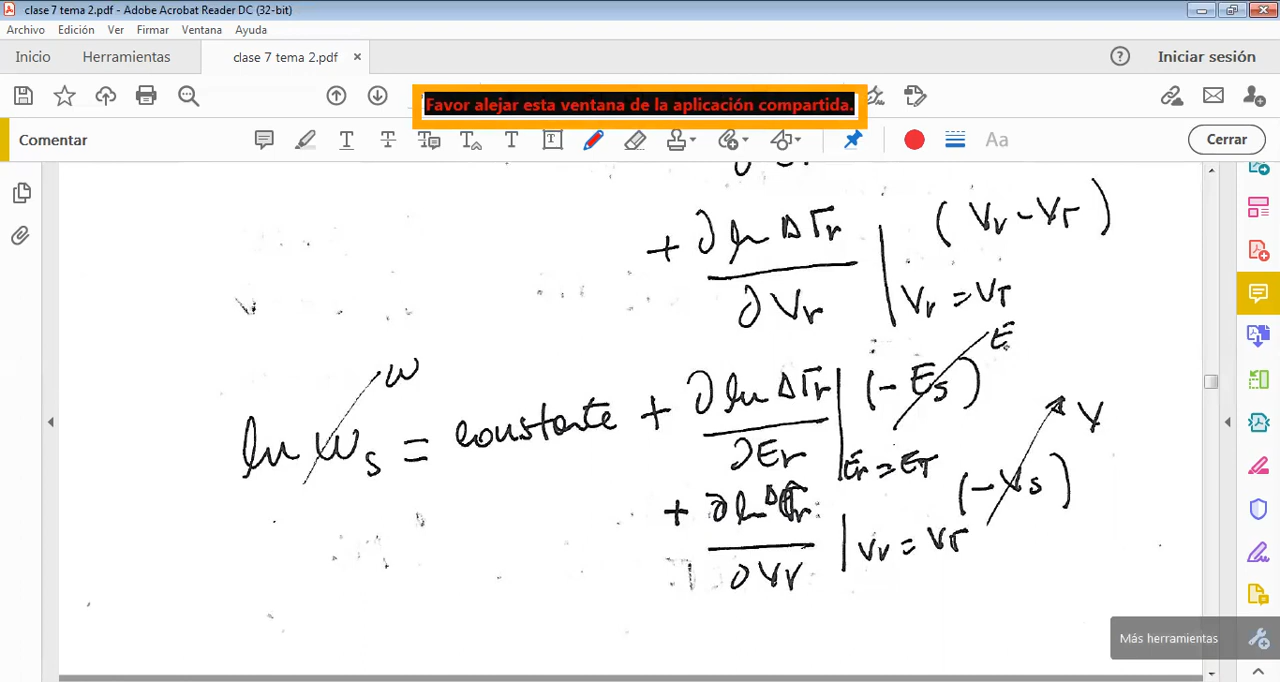 clase 7 tema 2.pdf - Adobe Acrobat Reader DC (32-bit)
Archivo Edición Ver Firmar Ventana Ayuda
Inicio Herramientas clase 7 tema 2.pdf × Iniciar sesión
Favor alejar esta ventana de la aplicación compartida.
Comentar Aa Cerrar
+ ∂ ln ΔΓr / ∂Vr | Vr = VT (Vr - VT)
ln ws = constante + ∂ ln ΔΓr / ∂Er | Er = ET (- Es)
w E
+ ∂ ln ΔΓr / ∂Vr | Vr = VT (- Vs)
V
Más herramientas